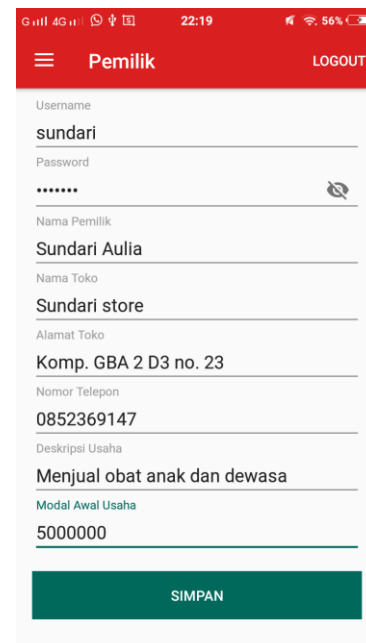 G 4G 22:19 56%
Pemilik LOGOUT
Username
sundari
Password
•••••••
Nama Pemilik
Sundari Aulia
Nama Toko
Sundari store
Alamat Toko
Komp. GBA 2 D3 no. 23
Nomor Telepon
0852369147
Deskripsi Usaha
Menjual obat anak dan dewasa
Modal Awal Usaha
5000000
SIMPAN